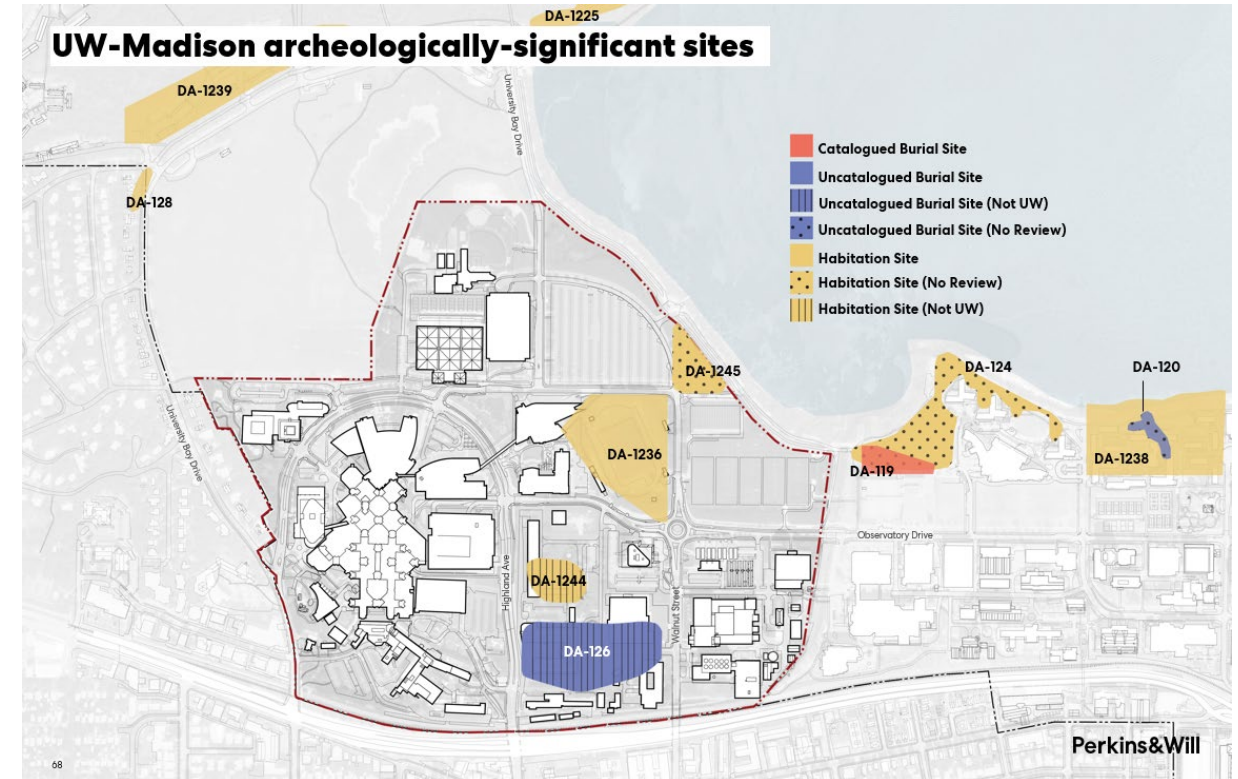 DA-1225
UW-Madison archeologically-significant sites
DA-1239
University Bay Drive
Catalogued Burial Site
Uncatalogued Burial Site
DA-128
Uncatalogued Burial Site (Not UW)
Uncatalogued Burial Site (No Review)
Habitation Site
Habitation Site (No Review)
Habitation Site (Not UW)
DA-1245
DA-124
DA-120
University Bay Drive
DA-1236
DA-119
DA-1238
Observatory Drive
Highland Ave
DA-1244
Walnut Street
DA-126
Perkins&Will
68